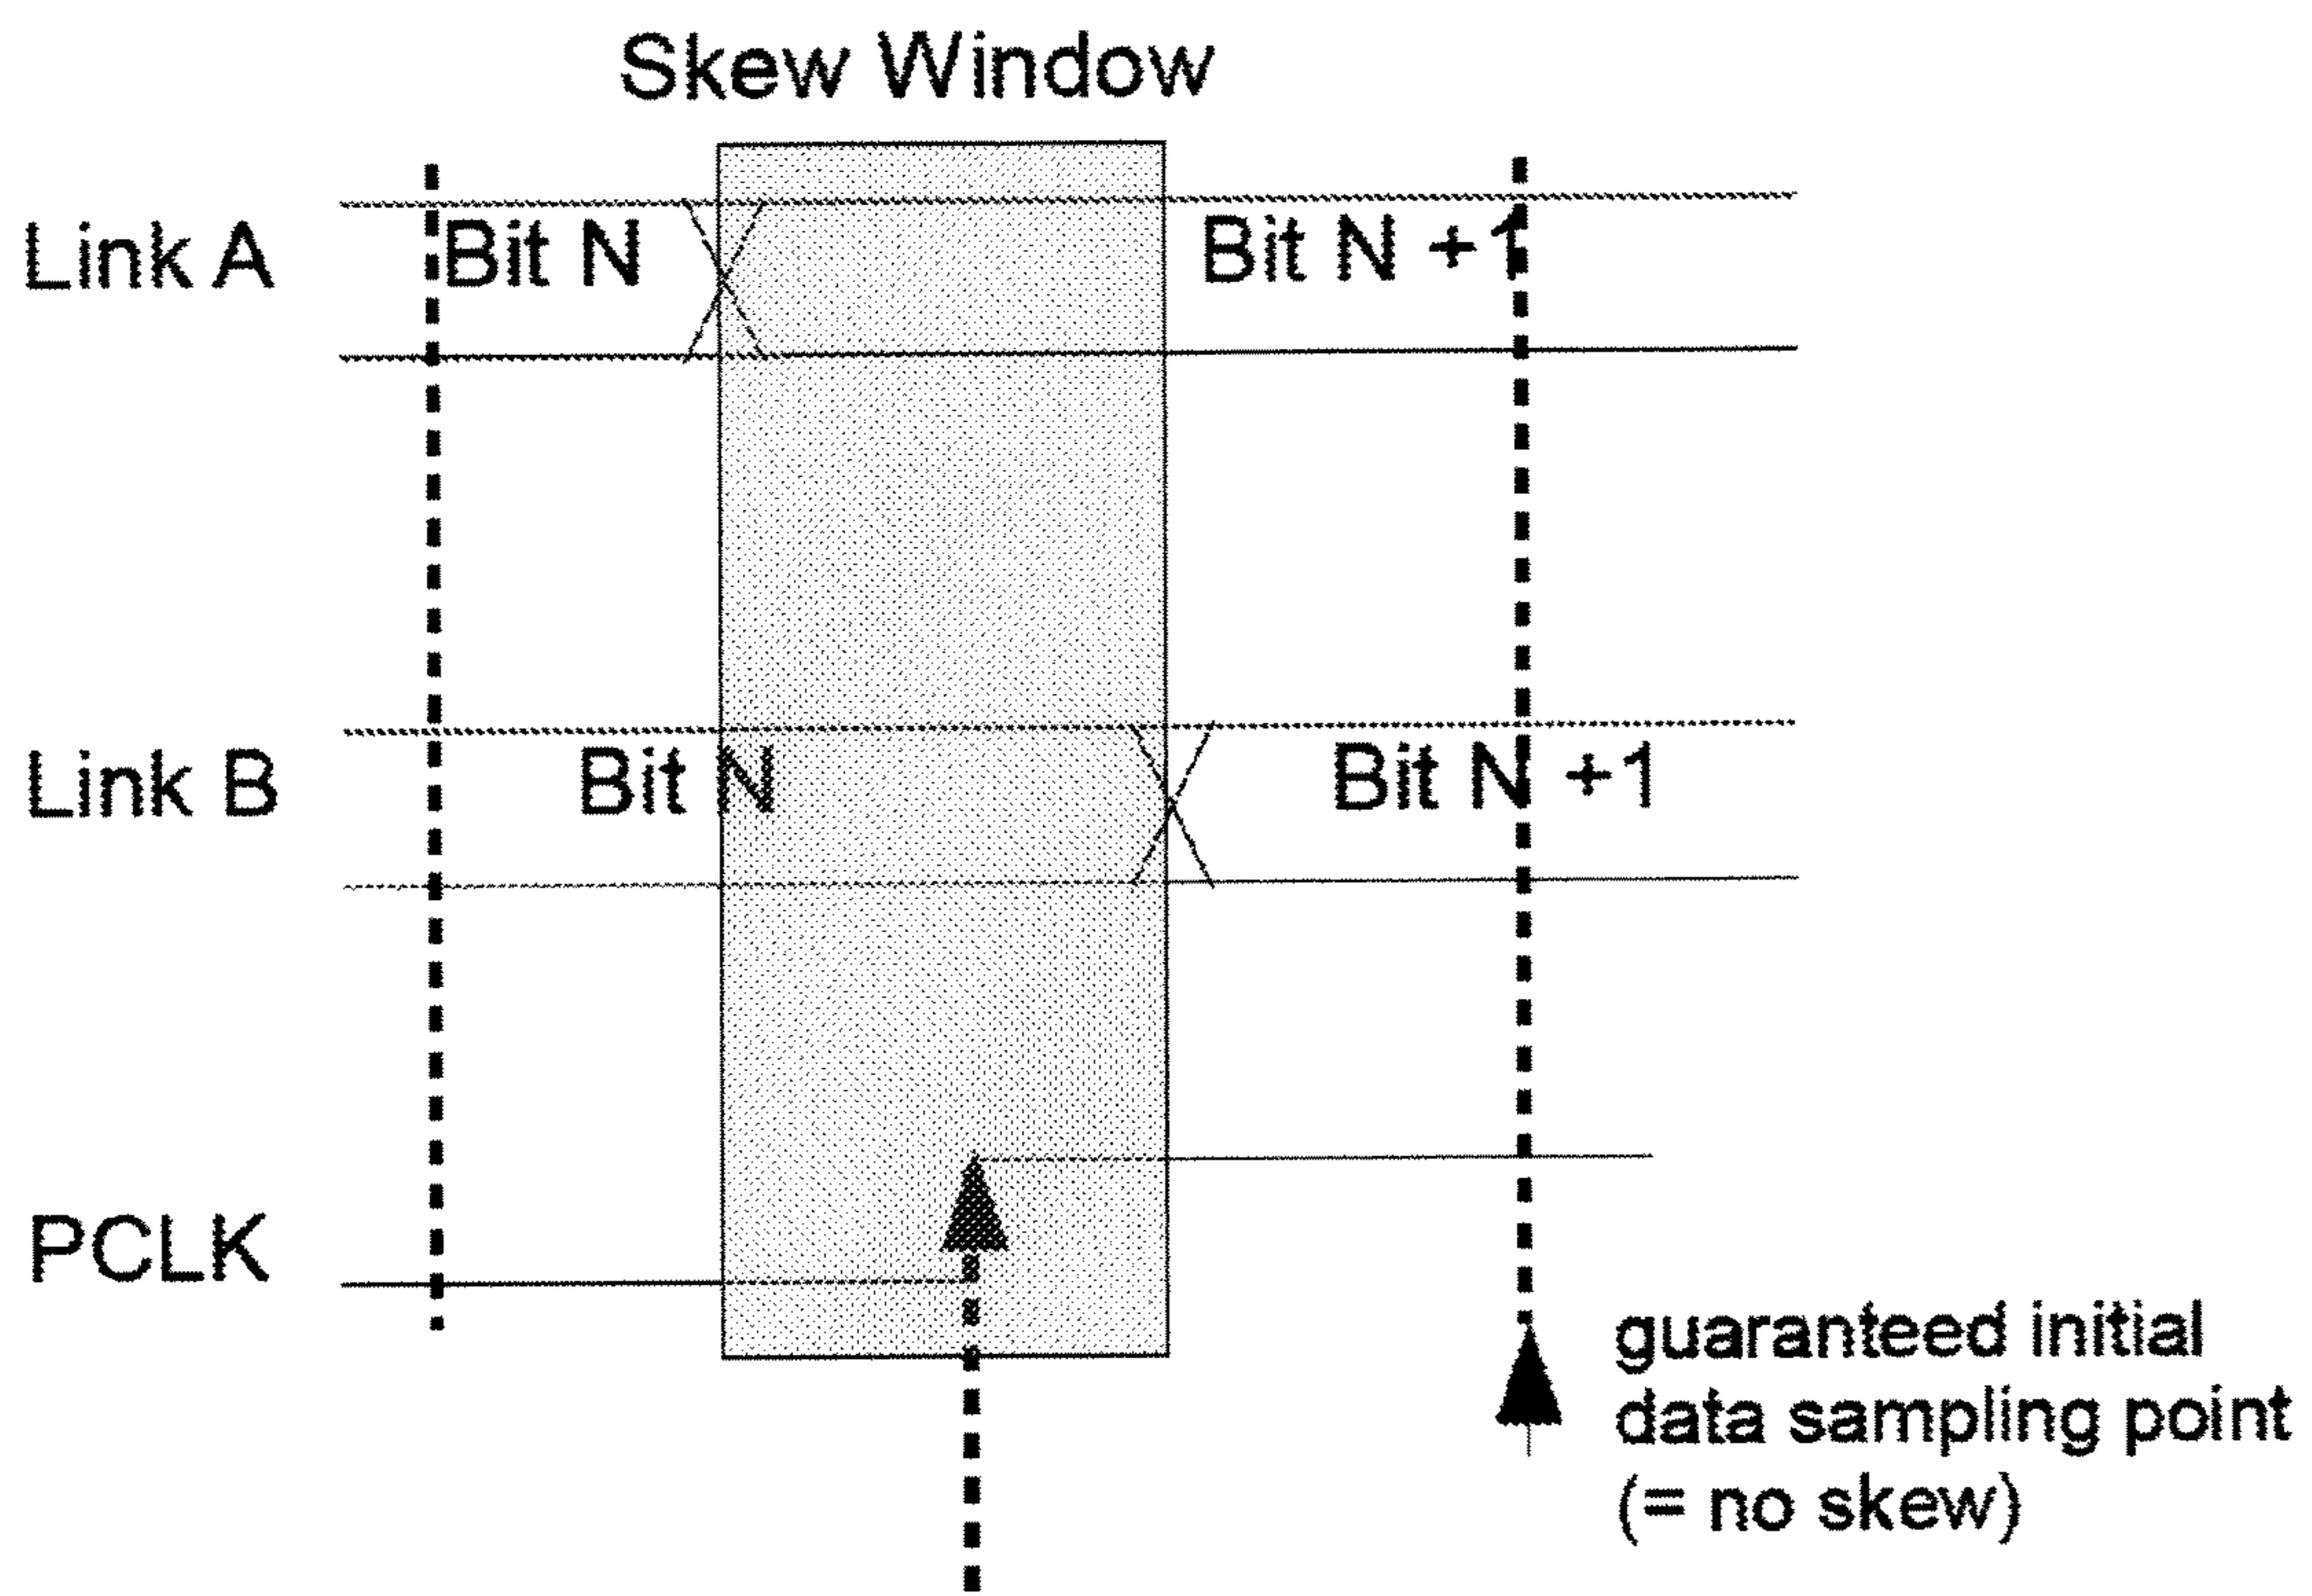 Skew Window
Link A
Bit N
Bit N +1
Link B
Bit N
Bit N +1
PCLK
guaranteed initial
data sampling point
(= no skew)